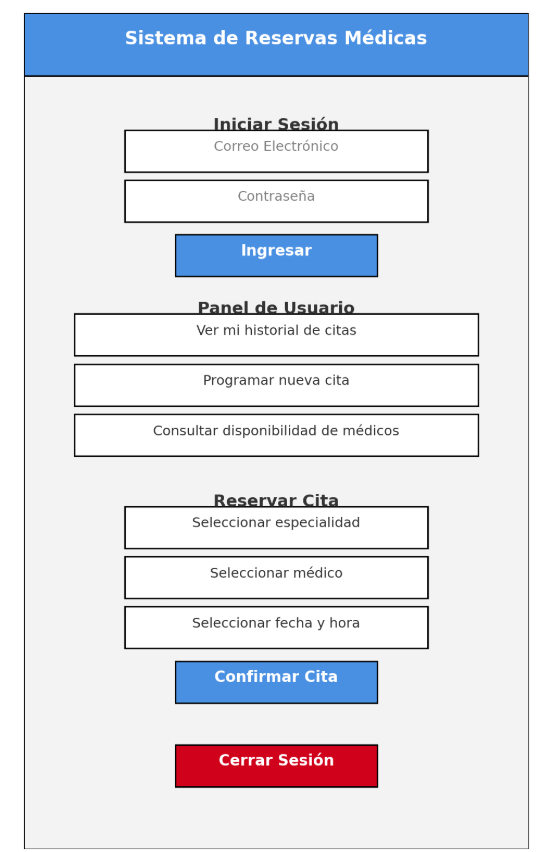 Sistema de Reservas Médicas
Iniciar Sesión
Correo Electrónico
Contraseña
Ingresar
Panel de Usuario
Ver mi historial de citas
Programar nueva cita
Consultar disponibilidad de médicos
Reservar Cita
Seleccionar especialidad
Seleccionar médico
Seleccionar fecha y hora
Confirmar Cita
Cerrar Sesión